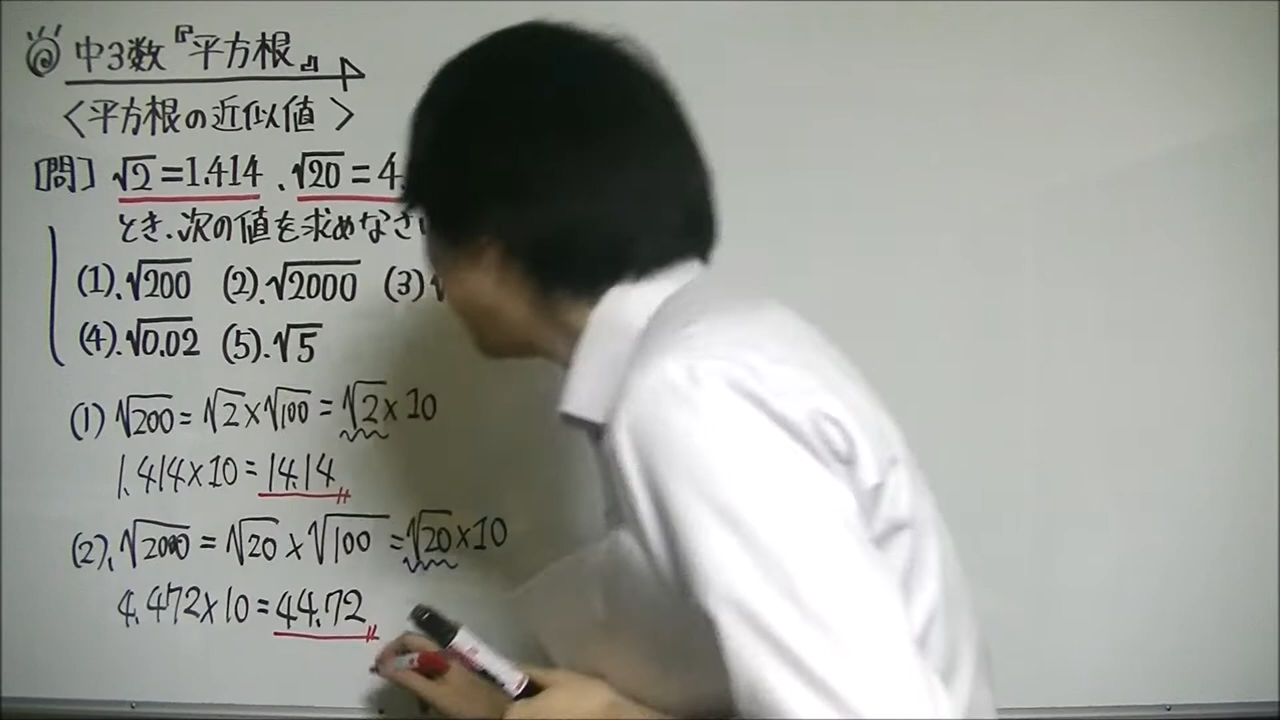 中3数『平方根』
<平方根の近似値>
[問] √2=1.414、√20=4.
とき、次の値を求めなさい
(1).√200 (2).√2000 (3)
(4).√0.02 (5).√5
(1) √200=√2×√100=√2×10
1.414×10=14.14
(2).√2000=√20×√100=√20×10
4.472×10=44.72